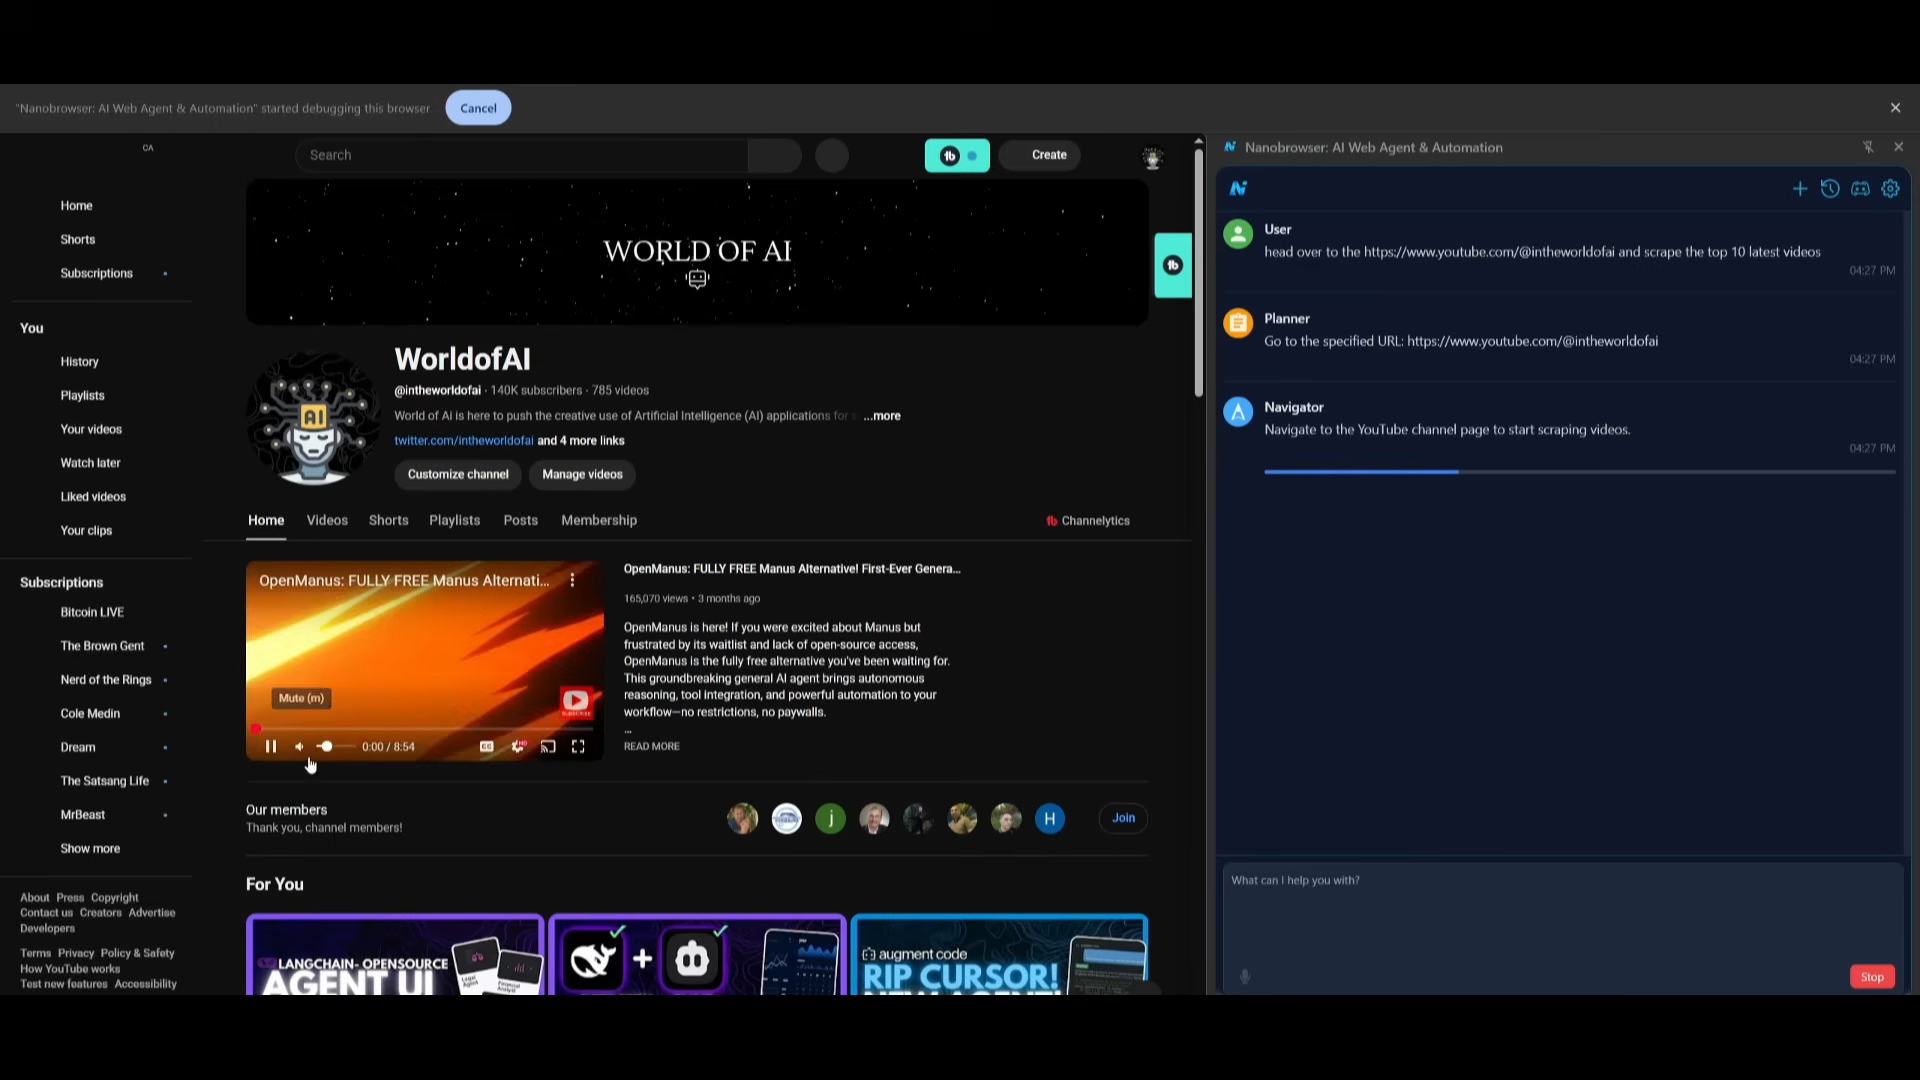 "Nanobrowser: AI Web Agent & Automation" started debugging this browser
Cancel
CA
Search
Create
Home
Shorts
Subscriptions
You
History
Playlists
Your videos
Watch later
Liked videos
Your clips
Subscriptions
Bitcoin LIVE
The Brown Gent
Nerd of the Rings
Cole Medin
Dream
The Satsang Life
MrBeast
Show more
About Press Copyright
Contact us Creators Advertise
Developers
Terms Privacy Policy & Safety
How YouTube works
Test new features Accessibility
WORLD OF AI
AI
WorldofAI
@intheworldofai · 140K subscribers · 785 videos
World of Ai is here to push the creative use of Artificial Intelligence (AI) applications for ...more
twitter.com/intheworldofai and 4 more links
Customize channel
Manage videos
Home
Videos
Shorts
Playlists
Posts
Membership
Channelytics
OpenManus: FULLY FREE Manus Alternati...
Mute (m)
0:00 / 8:54
OpenManus: FULLY FREE Manus Alternative! First-Ever Genera...
165,070 views • 3 months ago
OpenManus is here! If you were excited about Manus but
frustrated by its waitlist and lack of open-source access,
OpenManus is the fully free alternative you've been waiting for.
This groundbreaking general AI agent brings autonomous
reasoning, tool integration, and powerful automation to your
workflow—no restrictions, no paywalls.
...
READ MORE
Our members
Thank you, channel members!
j
H
Join
For You
LANGCHAIN- OPENSOURCE
AGENT UI
+
augment code
RIP CURSOR!
NEW AGENT!
Nanobrowser: AI Web Agent & Automation
User
head over to the https://www.youtube.com/@intheworldofai and scrape the top 10 latest videos
04:27 PM
Planner
Go to the specified URL: https://www.youtube.com/@intheworldofai
04:27 PM
Navigator
Navigate to the YouTube channel page to start scraping videos.
04:27 PM
What can I help you with?
Stop